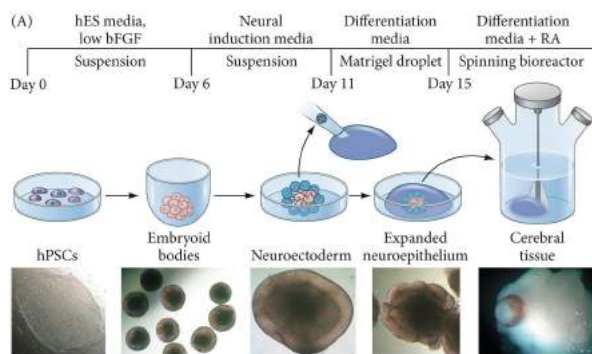 (A)
hES media,
low bFGF
Neural
induction media
Differentiation
media
Differentiation
media + RA
Suspension
Suspension
Matrigel droplet
Spinning bioreactor
Day 0
Day 6
Day 11
Day 15
hPSCs
Embryoid
bodies
Neuroectoderm
Expanded
neuroepithelium
Cerebral
tissue